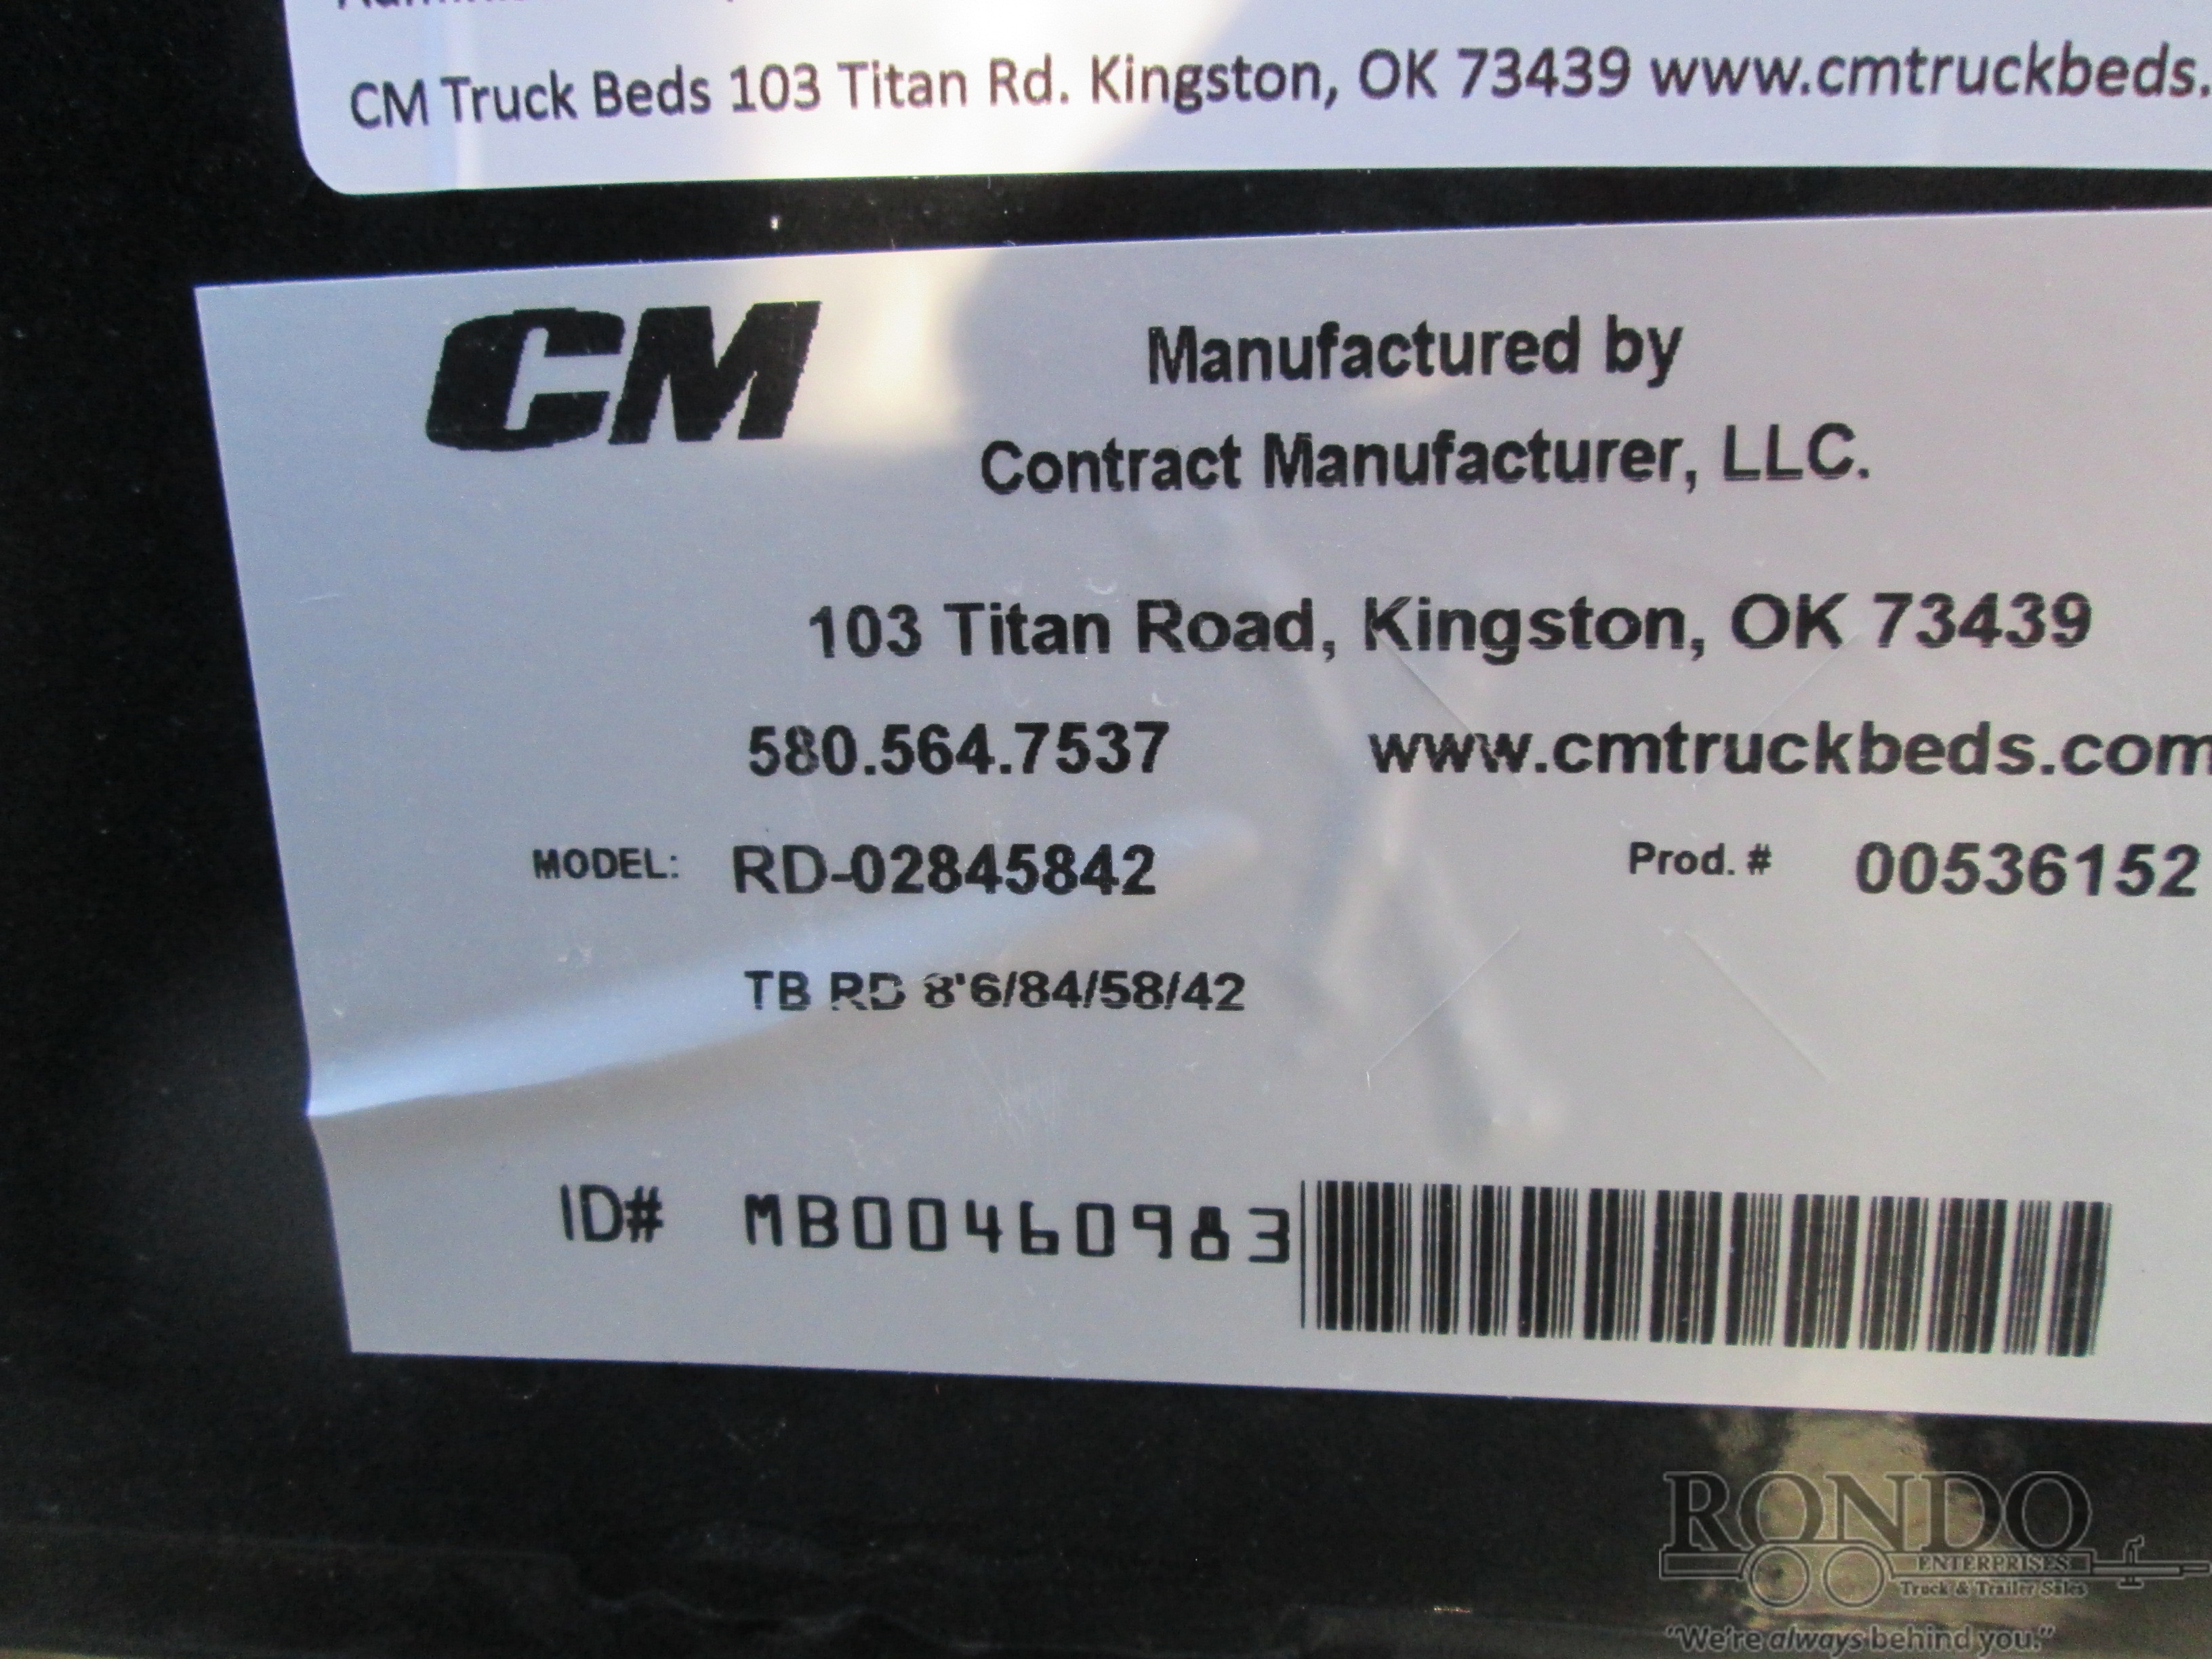 CM Truck Beds 103 Titan Rd. Kingston, OK 73439 www.cmtruckbeds.
CM
Manufactured by
Contract Manufacturer, LLC.
103 Titan Road, Kingston, OK 73439
580.564.7537 www.cmtruckbeds.com
MODEL: RD-02845842 Prod. # 00536152
TB RD 8'6/84/58/42
ID# MB00460983
RONDO
ENTERPRISES
Truck & Trailer Sales
"We're always behind you."